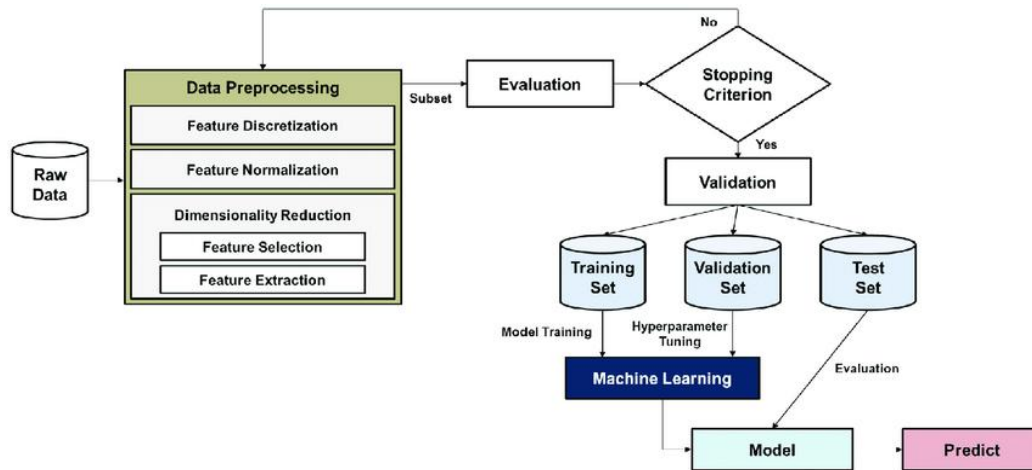 No
Data Preprocessing
Feature Discretization
Feature Normalization
Dimensionality Reduction
Feature Selection
Feature Extraction
Raw
Data
Subset
Evaluation
Stopping
Criterion
Yes
Validation
Training
Set
Validation
Set
Test
Set
Model Training
Hyperparameter
Tuning
Evaluation
Machine Learning
Model
Predict